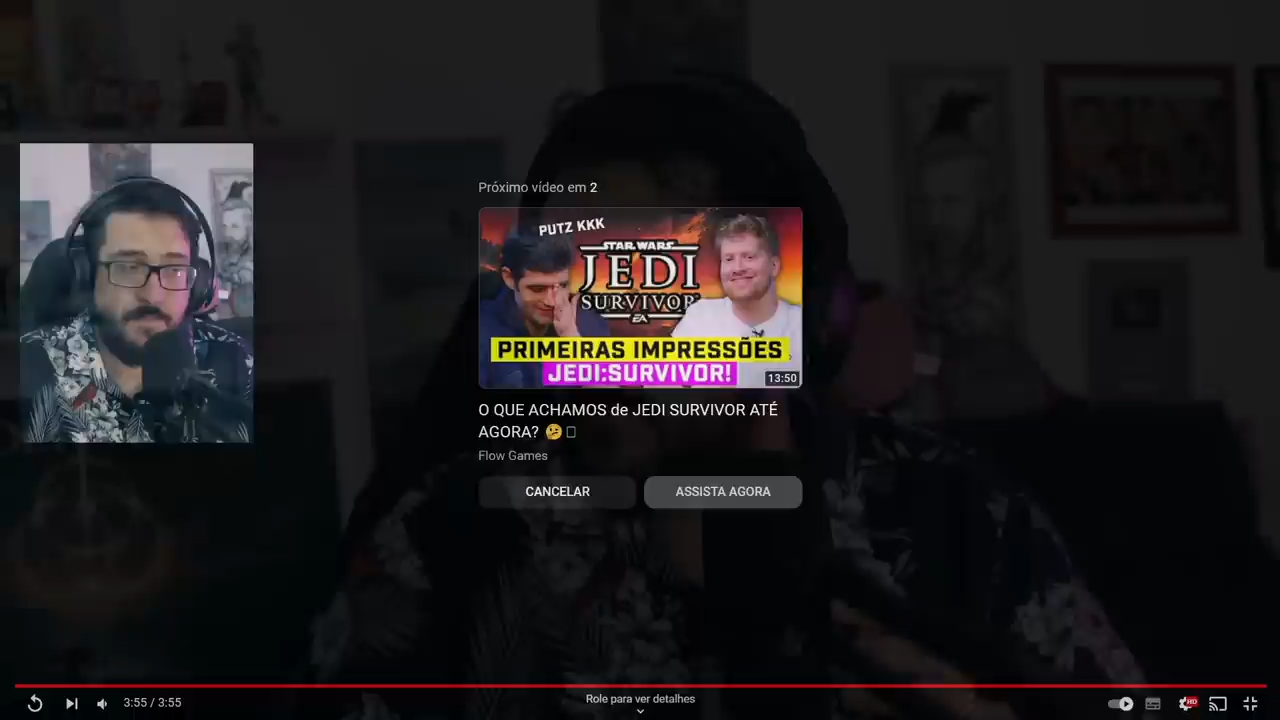 Próximo vídeo em 2
PUTZ KKK
STAR WARS
JEDI
SURVIVOR
EA
PRIMEIRAS IMPRESSÕES
JEDI:SURVIVOR!
13:50
O QUE ACHAMOS de JEDI SURVIVOR ATÉ
AGORA? 🤔
Flow Games
CANCELAR
ASSISTA AGORA
3:55 / 3:55
Role para ver detalhes
HD